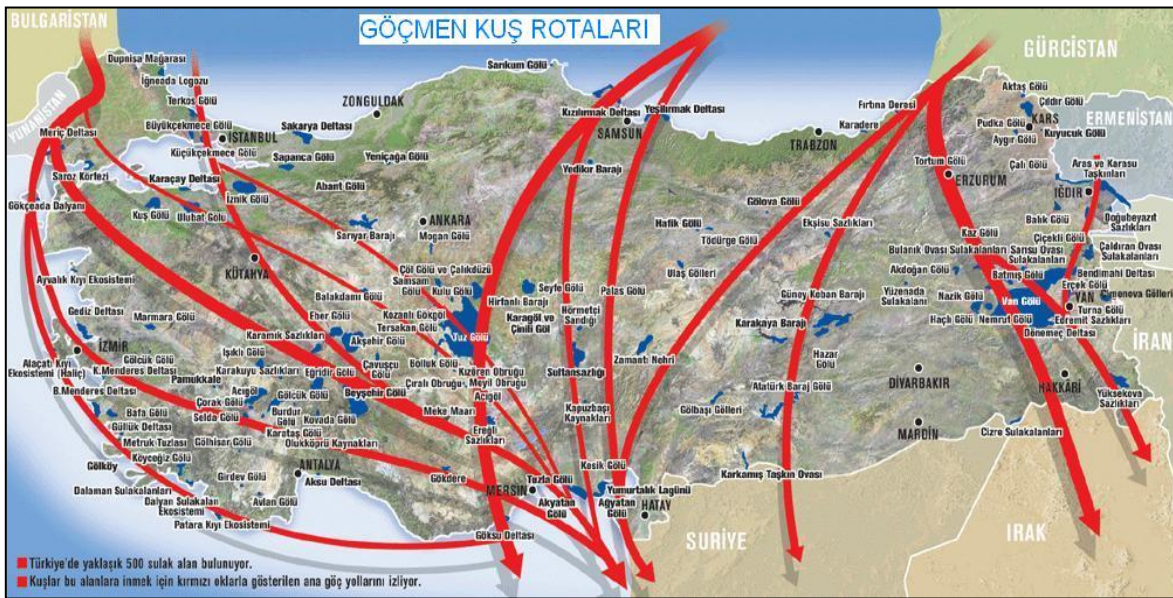 GÖÇMEN KUŞ ROTALARI
BULGARİSTAN
YUNANİSTAN
GÜRCİSTAN
ERMENİSTAN
İRAN
IRAK
SURİYE
Dupnisa Mağarası
İğneada Logozu
Terkos Gölü
Büyükçekmece Gölü
İSTANBUL
Küçükçekmece Gölü
Meriç Deltası
Saroz Körfezi
Karaçay Deltası
Gökçeada Dalyanı
İznik Gölü
Kuş Gölü
Ulubat Gölü
Sakarya Deltası
Sapanca Gölü
ZONGULDAK
Yeniçağa Gölü
Abant Gölü
Sarıkum Gölü
Kızılırmak Deltası
Yeşilırmak Deltası
SAMSUN
Yedikır Barajı
TRABZON
Karadere
Fırtına Deresi
Aktaş Gölü
Çıldır Gölü
KARS
Pudka Gölü
Kuyucuk Gölü
Aygır Gölü
Çalı Gölü
Tortum Gölü
ERZURUM
Aras ve Karasu
Taşkınları
IĞDIR
Balık Gölü
Doğubeyazıt
Sazlıkları
Çiçekli Gölü
Kaz Gölü
Bulanık Ovası Sulakalanları
Sarısu Ovası
Sulakalanları
Çaldıran Ovası
Sulakalanları
Akdoğan Gölü
Batmış Gölü
Bendimahi Deltası
Erçek Gölü
VAN
Van Gölü
Nazik Gölü
Turna Gölü
Edremit Sazlıkları
Haçlı Gölü
Nemrut Gölü
Dönemeç Deltası
HAKKARİ
Yüksekova
Sazlıkları
Cizre Sulakalanları
Gölova Gölü
Ekşisu Sazlıkları
Hafik Gölü
Tödürge Gölü
Ulaş Gölleri
Palas Gölü
Güney Keban Barajı
Karakaya Barajı
Hazar
Gölü
DİYARBAKIR
MARDİN
Atatürk Baraj Gölü
Gölbaşı Gölleri
Karkamış Taşkın Ovası
Zamantı Nehri
ANKARA
Mogan Gölü
Sarıyar Barajı
KÜTAHYA
Çöl Gölü ve Çalıkdüzü
Samsam
Gölü
Kulu Gölü
Balakdamı Gölü
Kozanlı Gökgöl
Tersakan Gölü
Tuz Gölü
Hirfanlı Barajı
Seyfe Gölü
Karagöl ve
Çinili Göl
Hörmetçi
Sazlığı
Sultansazlığı
Kapuzbaşı
Kaynakları
Eber Gölü
Karamık Sazlıkları
Akşehir Gölü
Çavuşcu
Gölü
Bolluk Gölü
Kızören Obruğu
Çıralı Obruğu
Meyil Obruğu
Acıgöl
Meke Maarı
Ereğli
Sazlıkları
Ayvalık Kıyı Ekosistemi
Gediz Deltası
Marmara Gölü
İZMİR
Alaçatı Kıyı
Ekosistemi (Haliç)
Gölcük Gölü
K.Menderes Deltası
B.Menderes Deltası
Pamukkale
Işıklı Gölü
Karakuyu Sazlıkları
Eğridir Gölü
Beyşehir Gölü
Acıgöl
Gölcük Gölü
Çorak Gölü
Burdur
Gölü
Kovada Gölü
Salda Gölü
Karataş Gölü
Olukköprü Kaynakları
Bafa Gölü
Güllük Deltası
Metruk Tuzlası
Gölhisar Gölü
Köyceğiz Gölü
Gölköy
Girdev Gölü
Dalaman Sulakalanları
Avlan Gölü
Dalyan Sulakalan
Ekosistemi
Patara Kıyı Ekosistemi
ANTALYA
Aksu Deltası
Gökdere
MERSİN
Tuzla Gölü
Akyatan
Gölü
Göksu Deltası
Kasik Gölü
Yumurtalık Lagünü
Ağyatan
Gölü
HATAY
Türkiye'de yaklaşık 500 sulak alan bulunuyor.
Kuşlar bu alanlara inmek için kırmızı oklarla gösterilen ana göç yollarını izliyor.